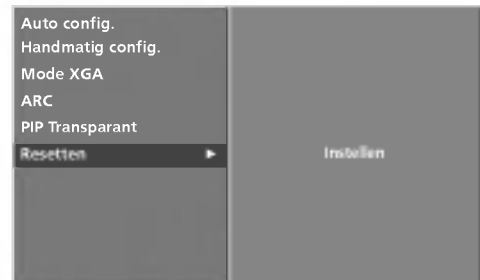 Auto config.
Handmatig config.
Mode XGA
ARC
PIP Transparant
Resetten ►
Instellen